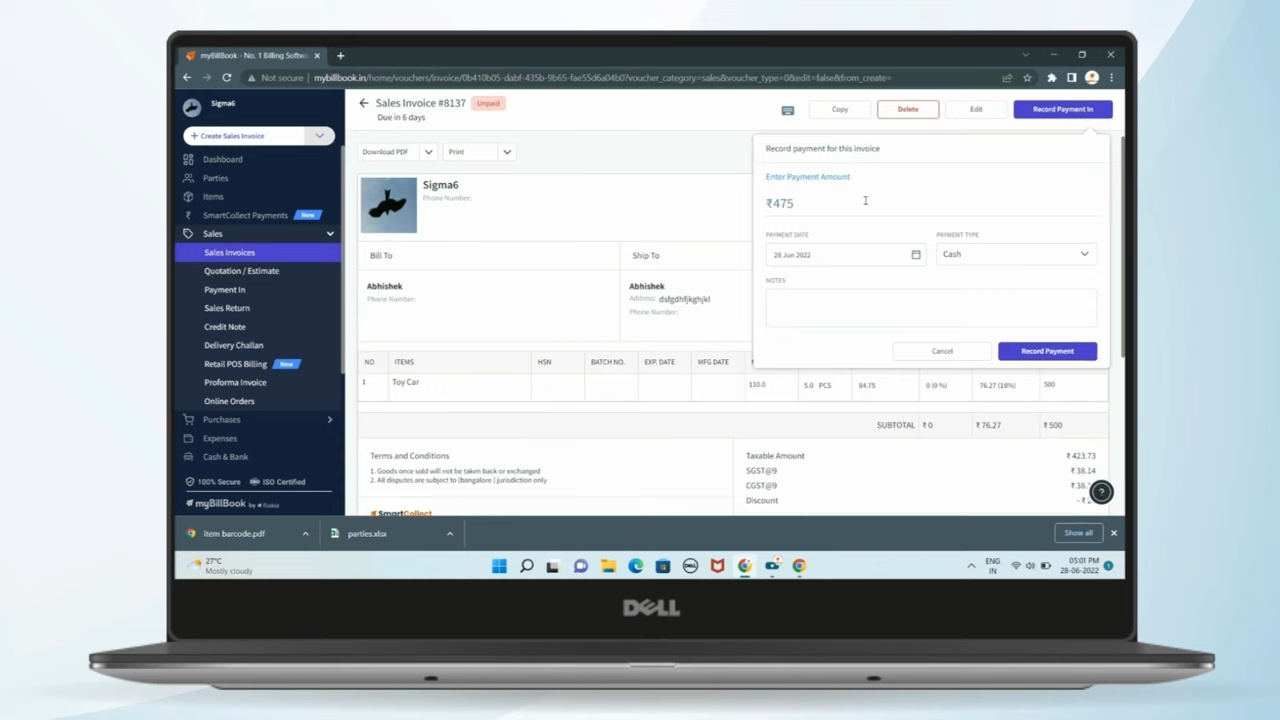 myBillBook - No. 1 Billing Softw
Not secure mybillbook.in/home/vouchers/invoice/0b410b05-dabf-435b-9b65-fae55d6a04b0?voucher_category=sales&voucher_type=0&edit=false&from_create=
Sigma6
+ Create Sales Invoice
Dashboard
Parties
Items
SmartCollect Payments New
Sales
Sales Invoices
Quotation / Estimate
Payment In
Sales Return
Credit Note
Delivery Challan
Retail POS Billing New
Proforma Invoice
Online Orders
Purchases
Expenses
Cash & Bank
100% Secure ISO Certified
myBillBook by
Sales Invoice #8137 Unpaid
Due in 6 days
Copy Delete Edit Record Payment In
Download PDF Print
Sigma6
Phone Number:
Bill To Ship To
Abhishek Abhishek
Phone Number: Address: dsfgdhfjkghjkl
Phone Number:
Record payment for this invoice
Enter Payment Amount
₹475
PAYMENT DATE PAYMENT TYPE
28 Jun 2022 Cash
NOTES
Cancel Record Payment
NO ITEMS HSN BATCH NO. EXP. DATE MFG DATE
1 Toy Car 110.0 5.0 PCS 84.75 0 (0 %) 76.27 (18%) 500
SUBTOTAL ₹ 0 ₹ 76.27 ₹ 500
Terms and Conditions
1. Goods once sold will not be taken back or exchanged
2. All disputes are subject to [bangalore] jurisdiction only
SmartCollect
Taxable Amount ₹ 423.73
SGST@9 ₹ 38.14
CGST@9 ₹ 38.
Discount - ₹
?
item barcode.pdf parties.xlsx Show all
27°C
Mostly cloudy
ENG
IN
05:01 PM
28-06-2022
1
DELL